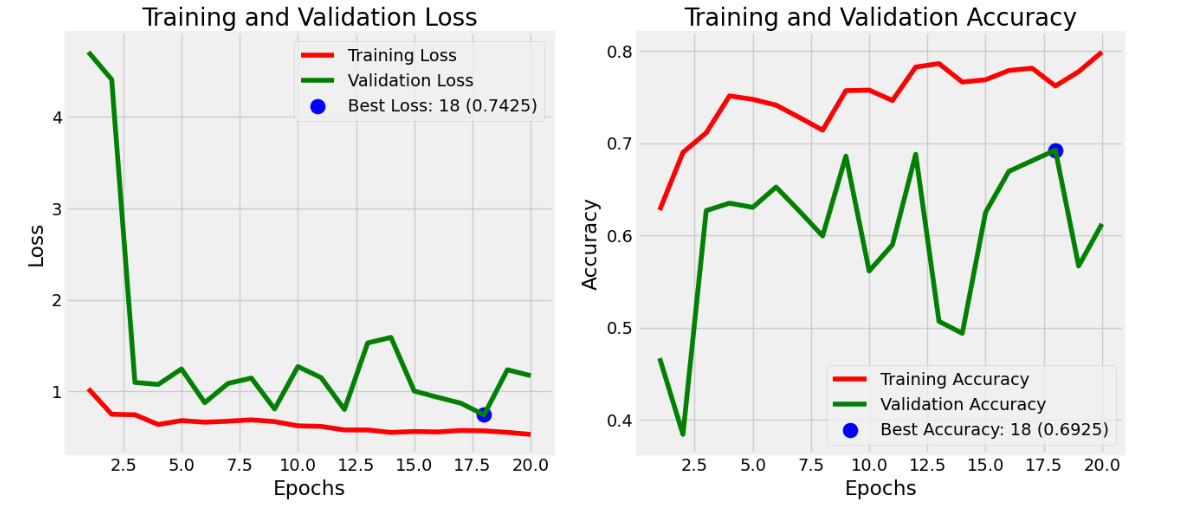 Training and Validation Loss
Training Loss
Validation Loss
Best Loss: 18 (0.7425)
4
3
2
1
Loss
2.5 5.0 7.5 10.0 12.5 15.0 17.5 20.0
Epochs
Training and Validation Accuracy
0.8
0.7
0.6
0.5
0.4
Accuracy
Training Accuracy
Validation Accuracy
Best Accuracy: 18 (0.6925)
2.5 5.0 7.5 10.0 12.5 15.0 17.5 20.0
Epochs